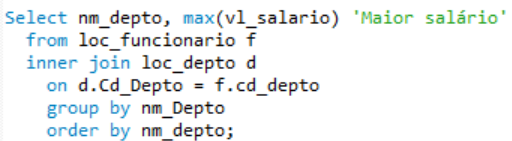 Select nm_depto, max(vl_salario) 'Maior salário'
from loc_funcionario f
inner join loc_depto d
on d.Cd_Depto = f.cd_depto
group by nm_Depto
order by nm_depto;